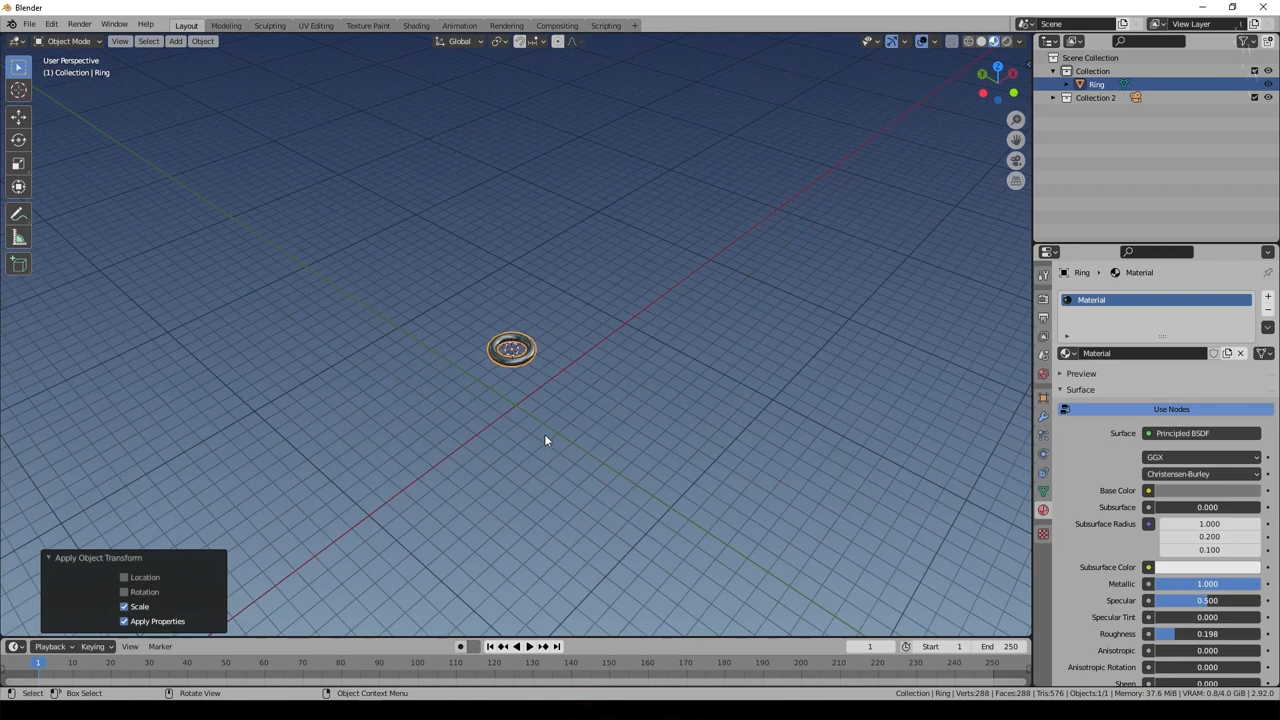 Blender
File Edit Render Window Help Layout Modeling Sculpting UV Editing Texture Paint Shading Animation Rendering Compositing Scripting + Scene View Layer
Object Mode View Select Add Object Global
User Perspective
(1) Collection | Ring
Z
Y
X
Scene Collection
Collection
Ring
Collection 2
Ring › Material
Material
Material
Preview
Surface
Use Nodes
Surface Principled BSDF
GGX
Christensen-Burley
Base Color
Subsurface 0.000
Subsurface Radius 1.000
0.200
0.100
Subsurface Color
Metallic 1.000
Specular 0.500
Specular Tint 0.000
Roughness 0.198
Anisotropic 0.000
Anisotropic Rotation 0.000
Sheen 0.000
Apply Object Transform
Location
Rotation
Scale
Apply Properties
Playback Keying View Marker 1 Start 1 End 250
1 10 20 30 40 50 60 70 80 90 100 110 120 130 140 150 160 170 180 190 200 210 220 230 240 250
Select Box Select Rotate View Object Context Menu Collection | Ring | Verts:288 | Faces:288 | Tris:576 | Objects:1/1 | Memory: 37.6 MiB | VRAM: 0.8/4.0 GiB | 2.92.0